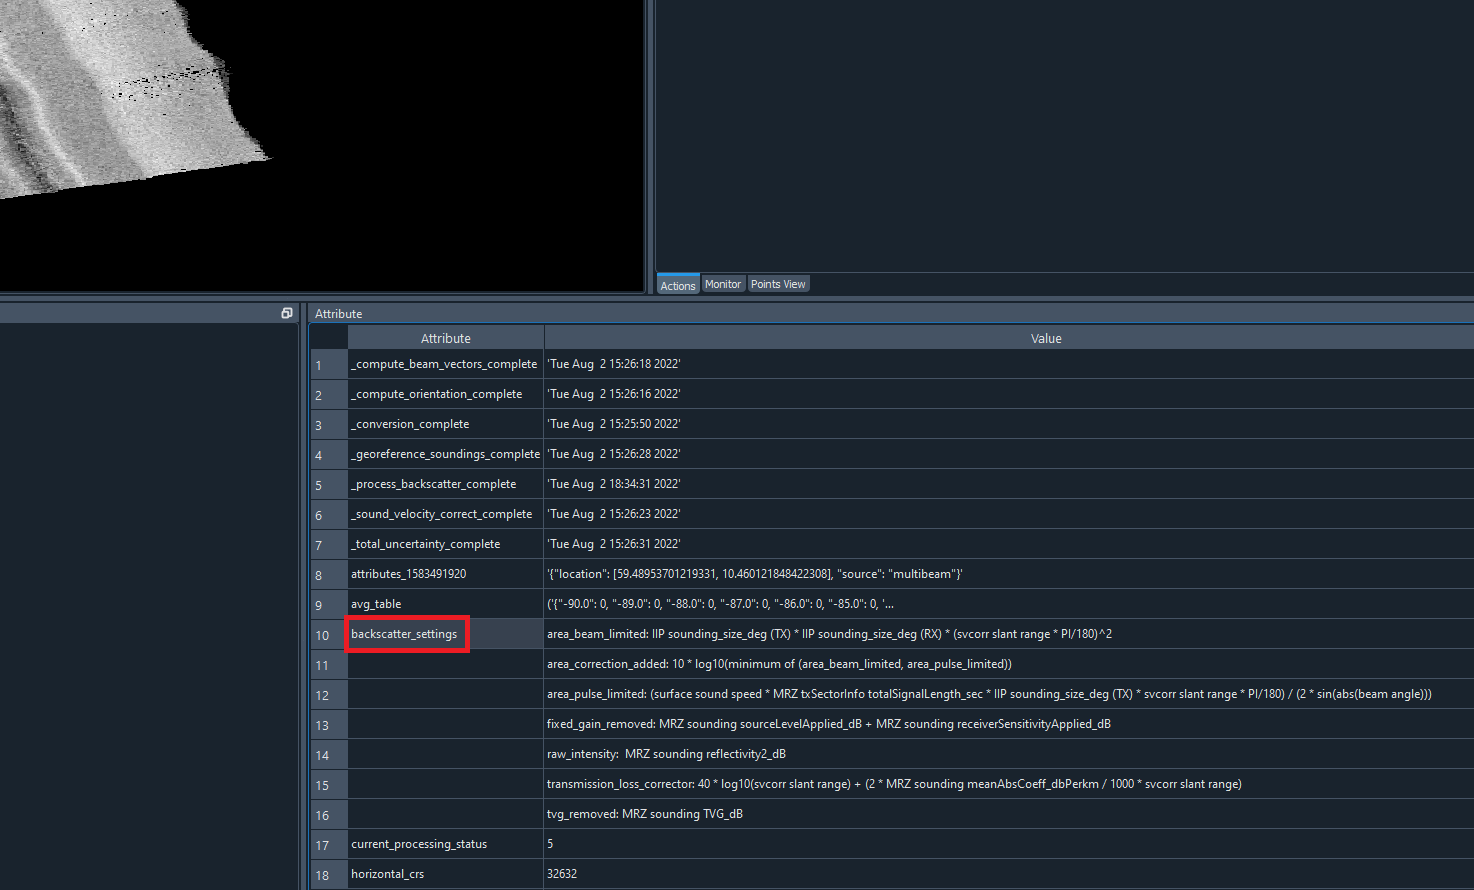 Actions Monitor Points View
Attribute
Attribute Value
1 _compute_beam_vectors_complete 'Tue Aug  2 15:26:18 2022'
2 _compute_orientation_complete 'Tue Aug  2 15:26:16 2022'
3 _conversion_complete 'Tue Aug  2 15:25:50 2022'
4 _georeference_soundings_complete 'Tue Aug  2 15:26:28 2022'
5 _process_backscatter_complete 'Tue Aug  2 18:34:31 2022'
6 _sound_velocity_correct_complete 'Tue Aug  2 15:26:23 2022'
7 _total_uncertainty_complete 'Tue Aug  2 15:26:31 2022'
8 attributes_1583491920 '{"location": [59.48953701219331, 10.460121848422308], "source": "multibeam"}'
9 avg_table ('{"-90.0": 0, "-89.0": 0, "-88.0": 0, "-87.0": 0, "-86.0": 0, "-85.0": 0, '...
10 backscatter_settings area_beam_limited: IIP sounding_size_deg (TX) * IIP sounding_size_deg (RX) * (svcorr slant range * PI/180)^2
11 area_correction_added: 10 * log10(minimum of (area_beam_limited, area_pulse_limited))
12 area_pulse_limited: (surface sound speed * MRZ txSectorInfo totalSignalLength_sec * IIP sounding_size_deg (TX) * svcorr slant range * PI/180) / (2 * sin(abs(beam angle)))
13 fixed_gain_removed: MRZ sounding sourceLevelApplied_dB + MRZ sounding receiverSensitivityApplied_dB
14 raw_intensity:  MRZ sounding reflectivity2_dB
15 transmission_loss_corrector: 40 * log10(svcorr slant range) + (2 * MRZ sounding meanAbsCoeff_dbPerkm / 1000 * svcorr slant range)
16 tvg_removed: MRZ sounding TVG_dB
17 current_processing_status 5
18 horizontal_crs 32632